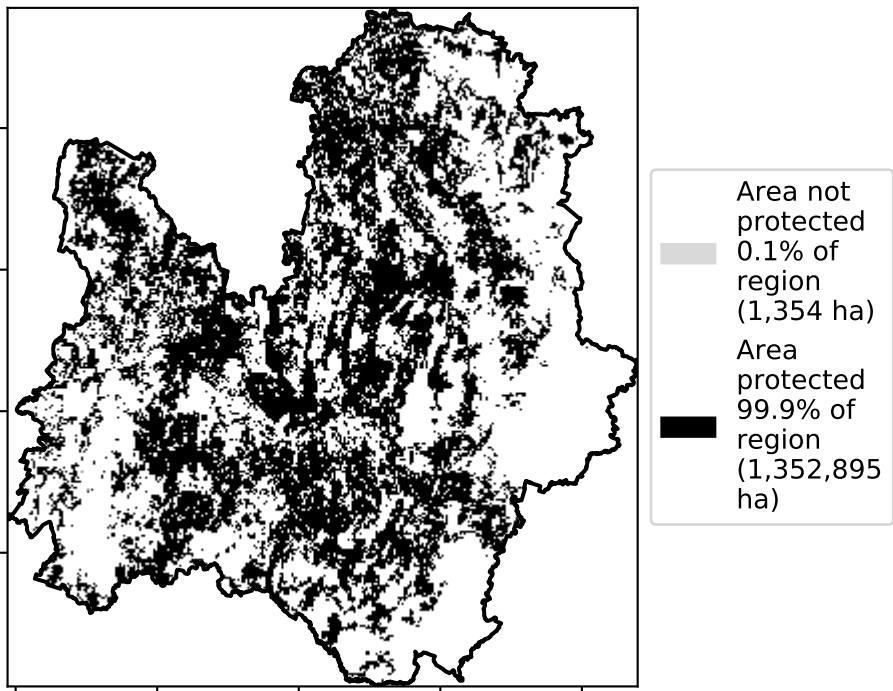 Area not
protected
0.1% of
region
(1,354 ha)
Area
protected
99.9% of
region
(1,352,895
ha)